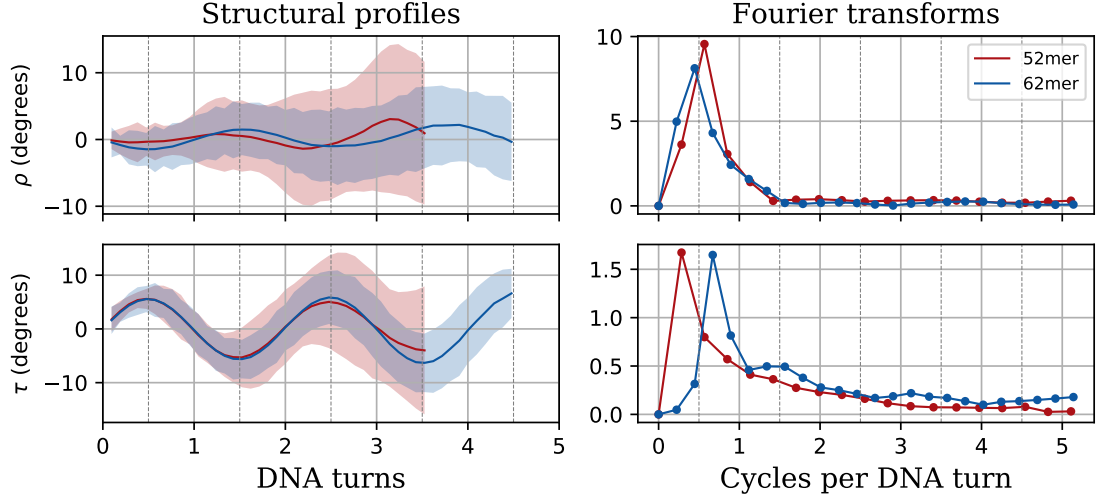 Structural profiles
Fourier transforms
ρ (degrees)
10
0
−10
10
5
0
52mer
62mer
τ (degrees)
10
0
−10
0 1 2 3 4 5
DNA turns
1.5
1.0
0.5
0.0
0 1 2 3 4 5
Cycles per DNA turn